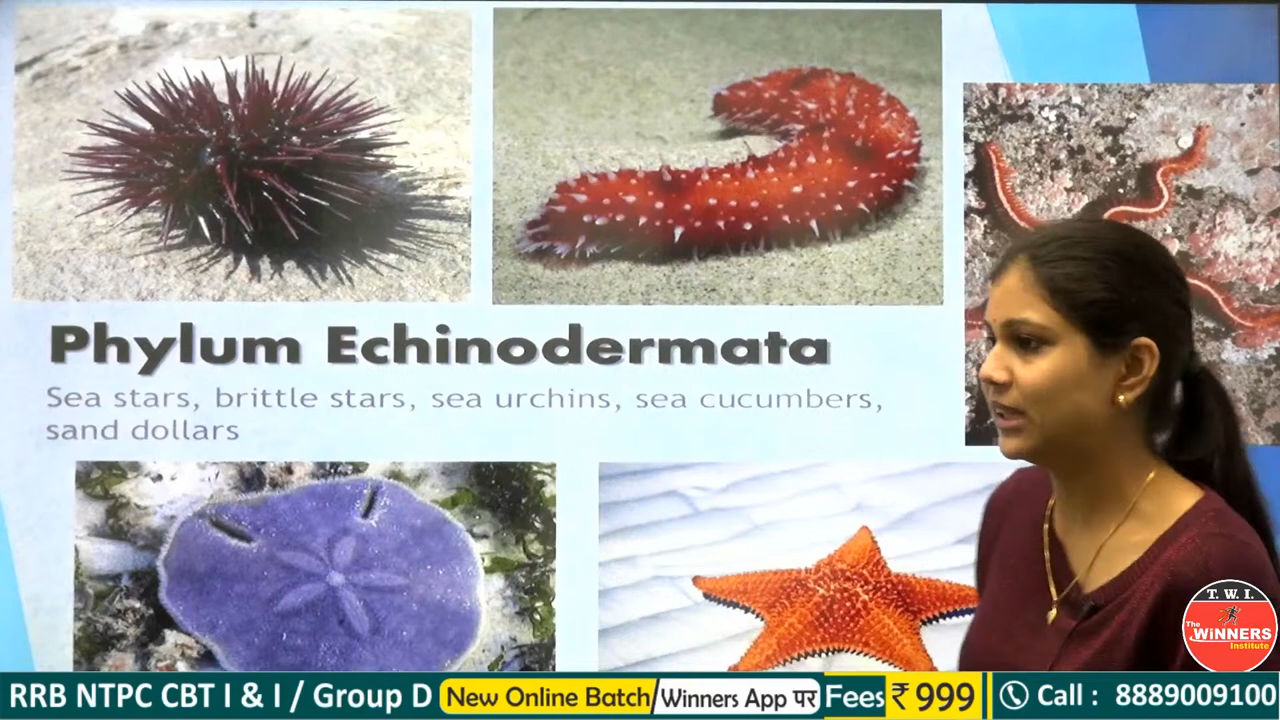 Phylum Echinodermata
Sea stars, brittle stars, sea urchins, sea cucumbers,
sand dollars
T. W. I.
The
WiNNERS
Institute
RRB NTPC CBT I & I / Group D New Online Batch Winners App पर Fees ₹ 999 Call : 8889009100